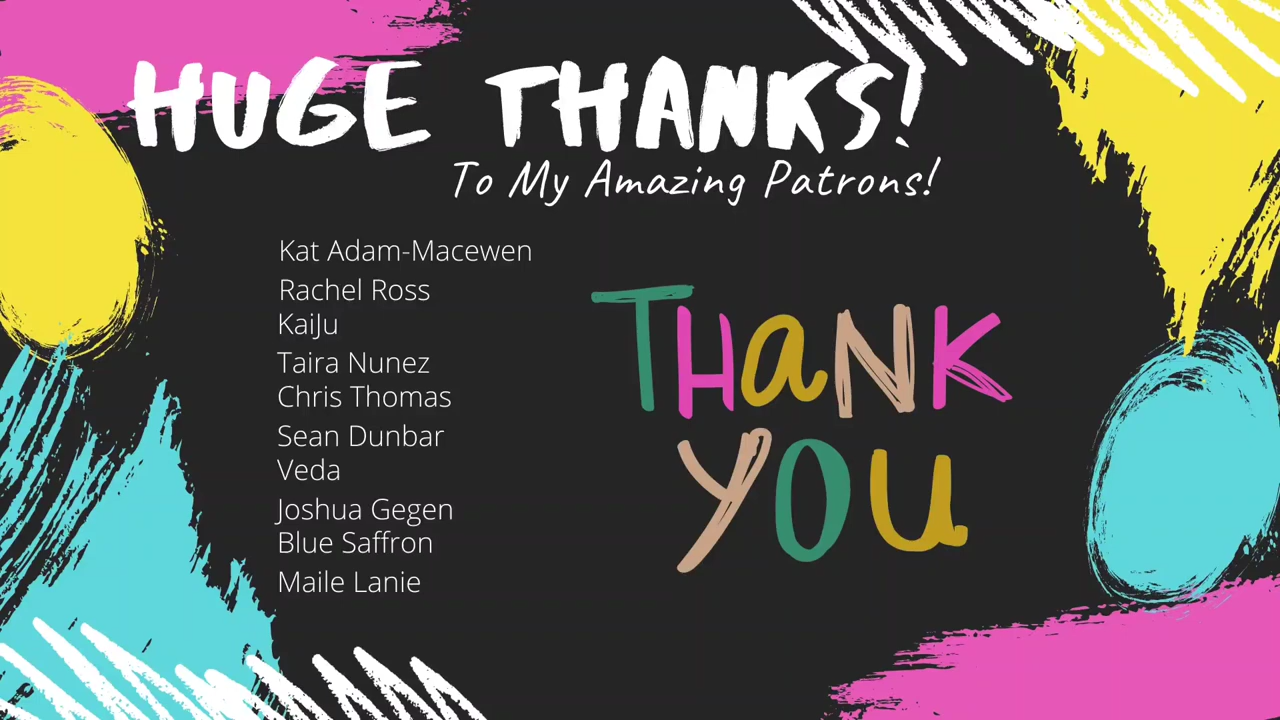 HUGE THANKS!
To My Amazing Patrons!
Kat Adam-Macewen
Rachel Ross
KaiJu
Taira Nunez
Chris Thomas
Sean Dunbar
Veda
Joshua Gegen
Blue Saffron
Maile Lanie
THANK
YOU